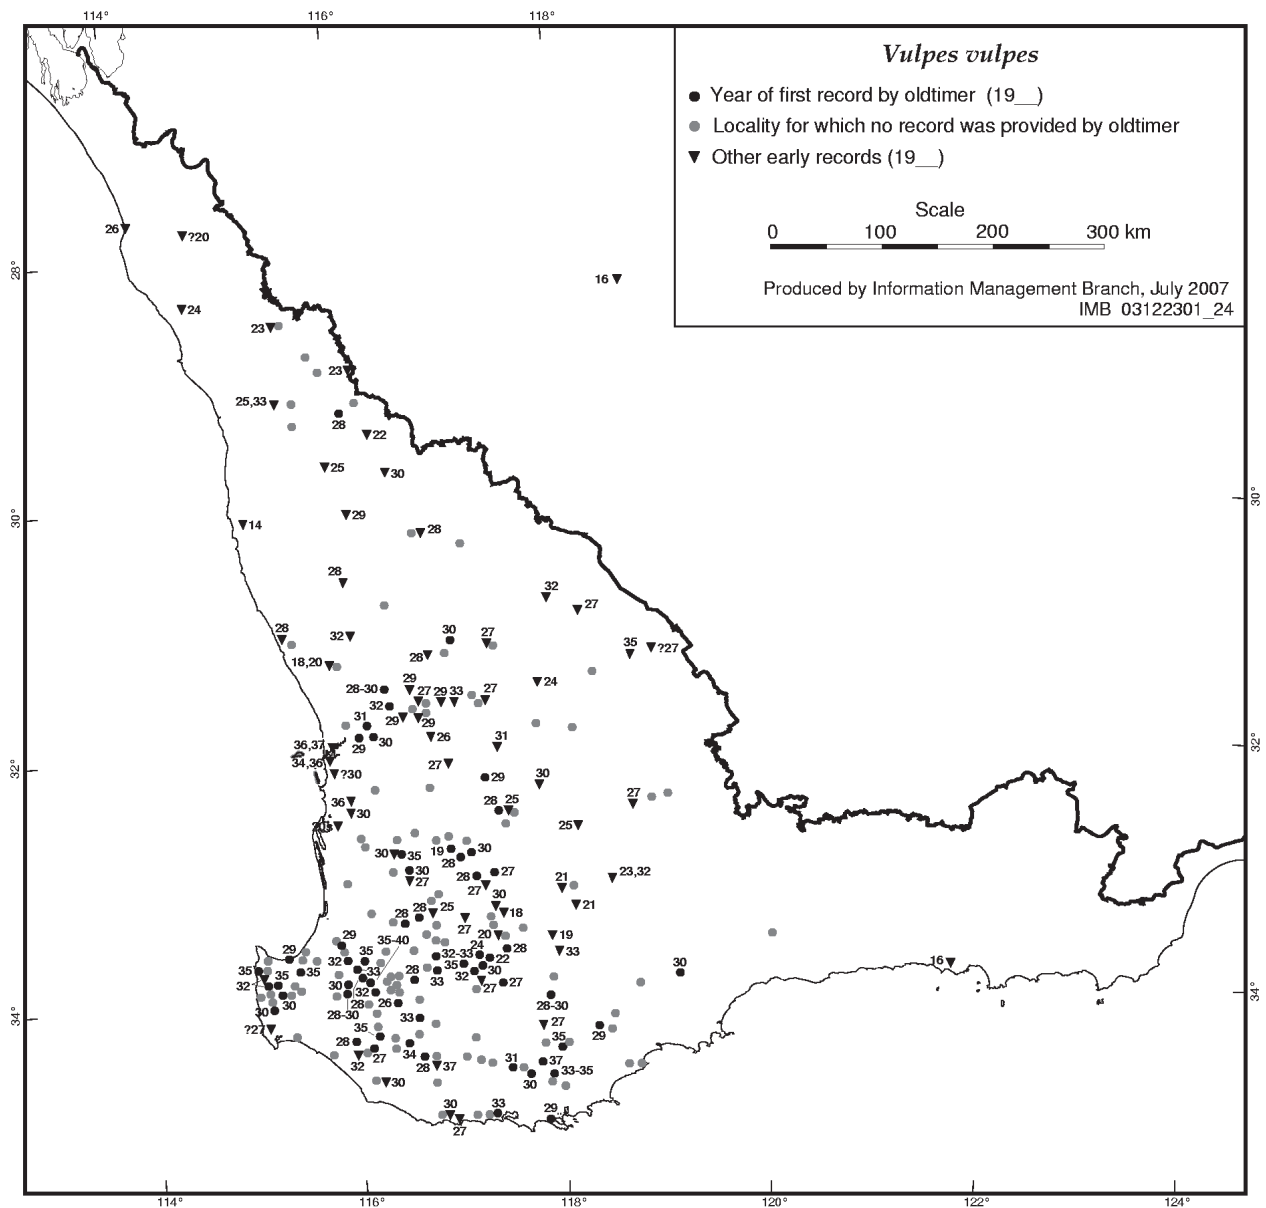 114° 116° 118°
Vulpes vulpes
Year of first record by oldtimer (19__)
Locality for which no record was provided by oldtimer
Other early records (19__)
Scale
0 100 200 300 km
Produced by Information Management Branch, July 2007
IMB 03122301_24
26 ?20
28° 16
24
23
23
25,33
28
22
25 30
30°
29
30° 14 28
28
32
27
28 32 30 27
35 ?27
28
18,20
24
28-30 29 27 29 33 27
32
31 29 29
29 30 26 31
36,37
32°
34,36
32° ?30 27 29 30
36 30 28 25 27
25
30 35 19 30
28
30 28 27 23,32
27 27 21
30 21
28 28 25 18
27 20 19
29 35-40 24 28 33
29 32 35 32-33 22
35 35 35 33 28 35 30 16 30
32 30 32 33 32 27 27
30 28 26 28-30
34°
30 28-30 33 27
34° ?27 35 29
28 34 35
32 27 28 37 31 37
30 30 33-35
30 33 29
27
114° 116° 118° 120° 122° 124°